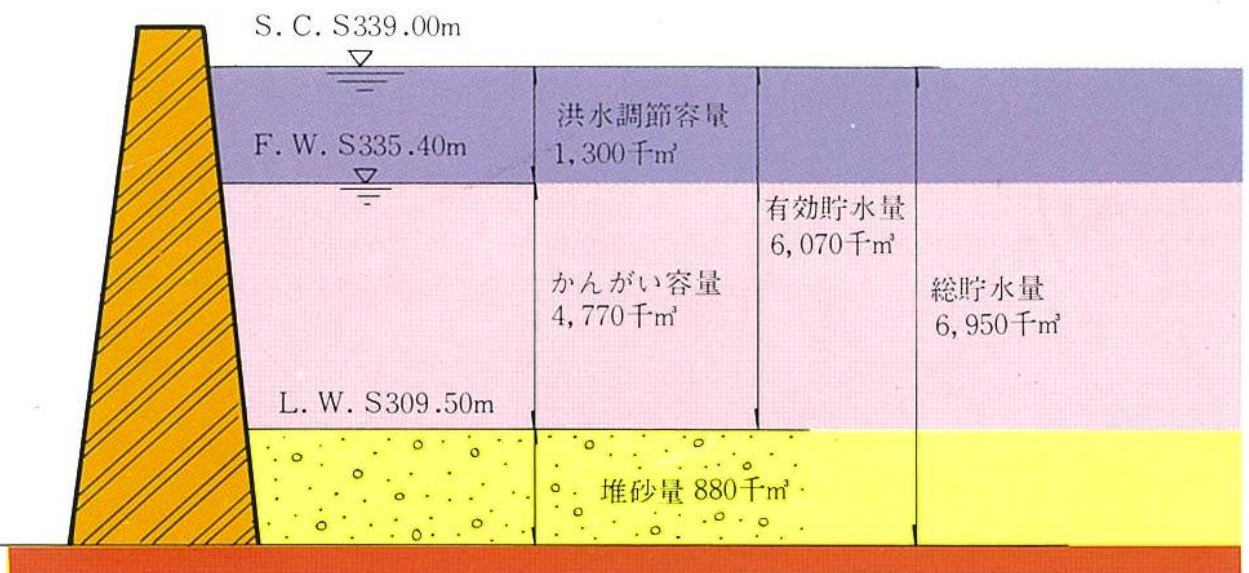 S.C.S339.00m
洪水調節容量
1,300千㎥
F.W.S335.40m
有効貯水量
6,070千㎥
かんがい容量
4,770千㎥
総貯水量
6,950千㎥
L.W.S309.50m
堆砂量 880千㎥